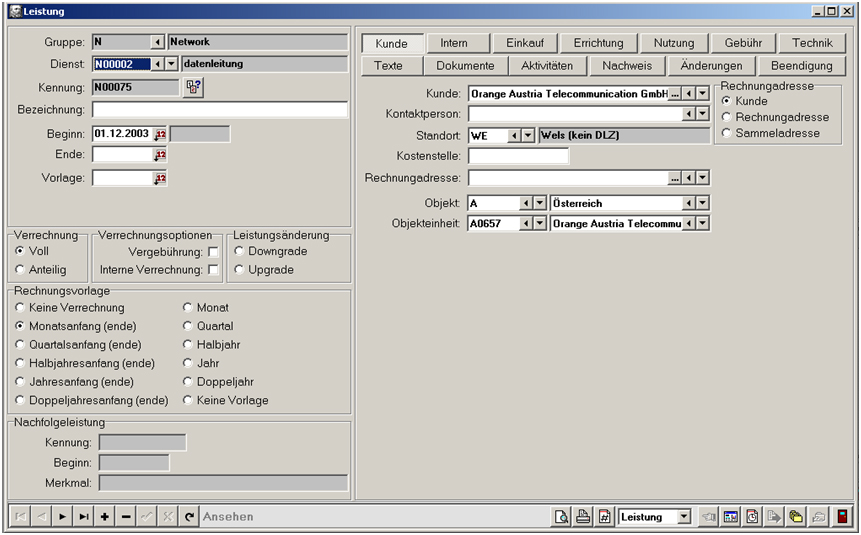 Leistung
Gruppe: N Network
Dienst: N00002 datenleitung
Kennung: N00075
Bezeichnung:
Beginn: 01.12.2003 12
Ende: 12
Vorlage: 12
Verrechnung
Voll
Anteilig
Verrechnungsoptionen
Vergebührung:
Interne Verrechnung:
Leistungsänderung
Downgrade
Upgrade
Rechnungsvorlage
Keine Verrechnung Monat
Monatsanfang (ende) Quartal
Quartalsanfang (ende) Halbjahr
Halbjahresanfang (ende) Jahr
Jahresanfang (ende) Doppeljahr
Doppeljahresanfang (ende) Keine Vorlage
Nachfolgeleistung
Kennung:
Beginn:
Merkmal:
Kunde Intern Einkauf Errichtung Nutzung Gebühr Technik
Texte Dokumente Aktivitäten Nachweis Änderungen Beendigung
Kunde: Orange Austria Telecommunication GmbH ...
Kontaktperson:
Standort: WE Wels (kein DLZ)
Kostenstelle:
Rechnungadresse: ...
Objekt: A Österreich
Objekteinheit: A0657 Orange Austria Telecommu
Rechnungadresse
Kunde
Rechnungadresse
Sammeladresse
Ansehen
# Leistung